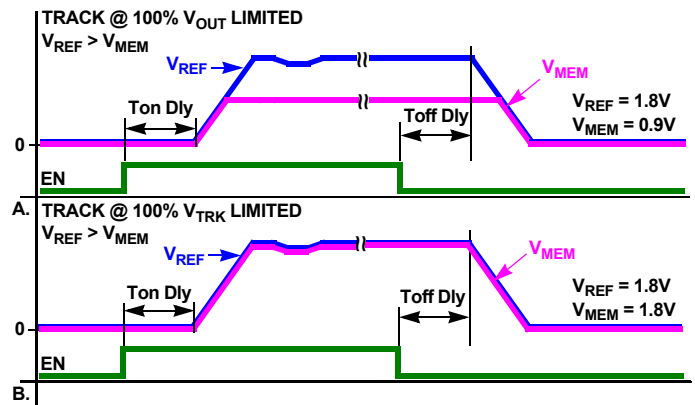 TRACK @ 100% VOUT LIMITED
VREF > VMEM
VREF
VMEM
Ton Dly
Toff Dly
VREF = 1.8V
VMEM = 0.9V
0
EN
A.
TRACK @ 100% VTRK LIMITED
VREF > VMEM
VREF
VMEM
Ton Dly
Toff Dly
VREF = 1.8V
VMEM = 1.8V
0
EN
B.